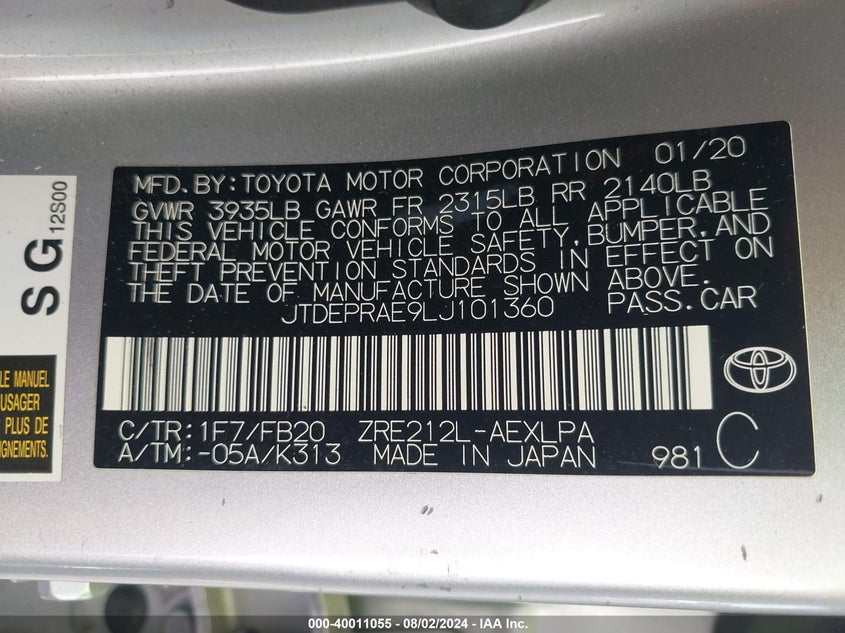 MFD.BY:TOYOTA MOTOR CORPORATION 01/20
GVWR 3935LB GAWR FR 2315LB RR 2140LB
THIS VEHICLE CONFORMS TO ALL APPLICABLE
FEDERAL MOTOR VEHICLE SAFETY,BUMPER,AND
THEFT PREVENTION STANDARDS IN EFFECT ON
THE DATE OF MANUFACTURE SHOWN ABOVE.
JTDEPRAE9LJ101360 PASS.CAR
C/TR:1F7/FB20 ZRE212L-AEXLPA
A/TM:-05A/K313 MADE IN JAPAN 981 C
SG
12S00
LE MANUEL
USAGER
PLUS DE
IGNEMENTS.
000-40011055 - 08/02/2024 - IAA Inc.